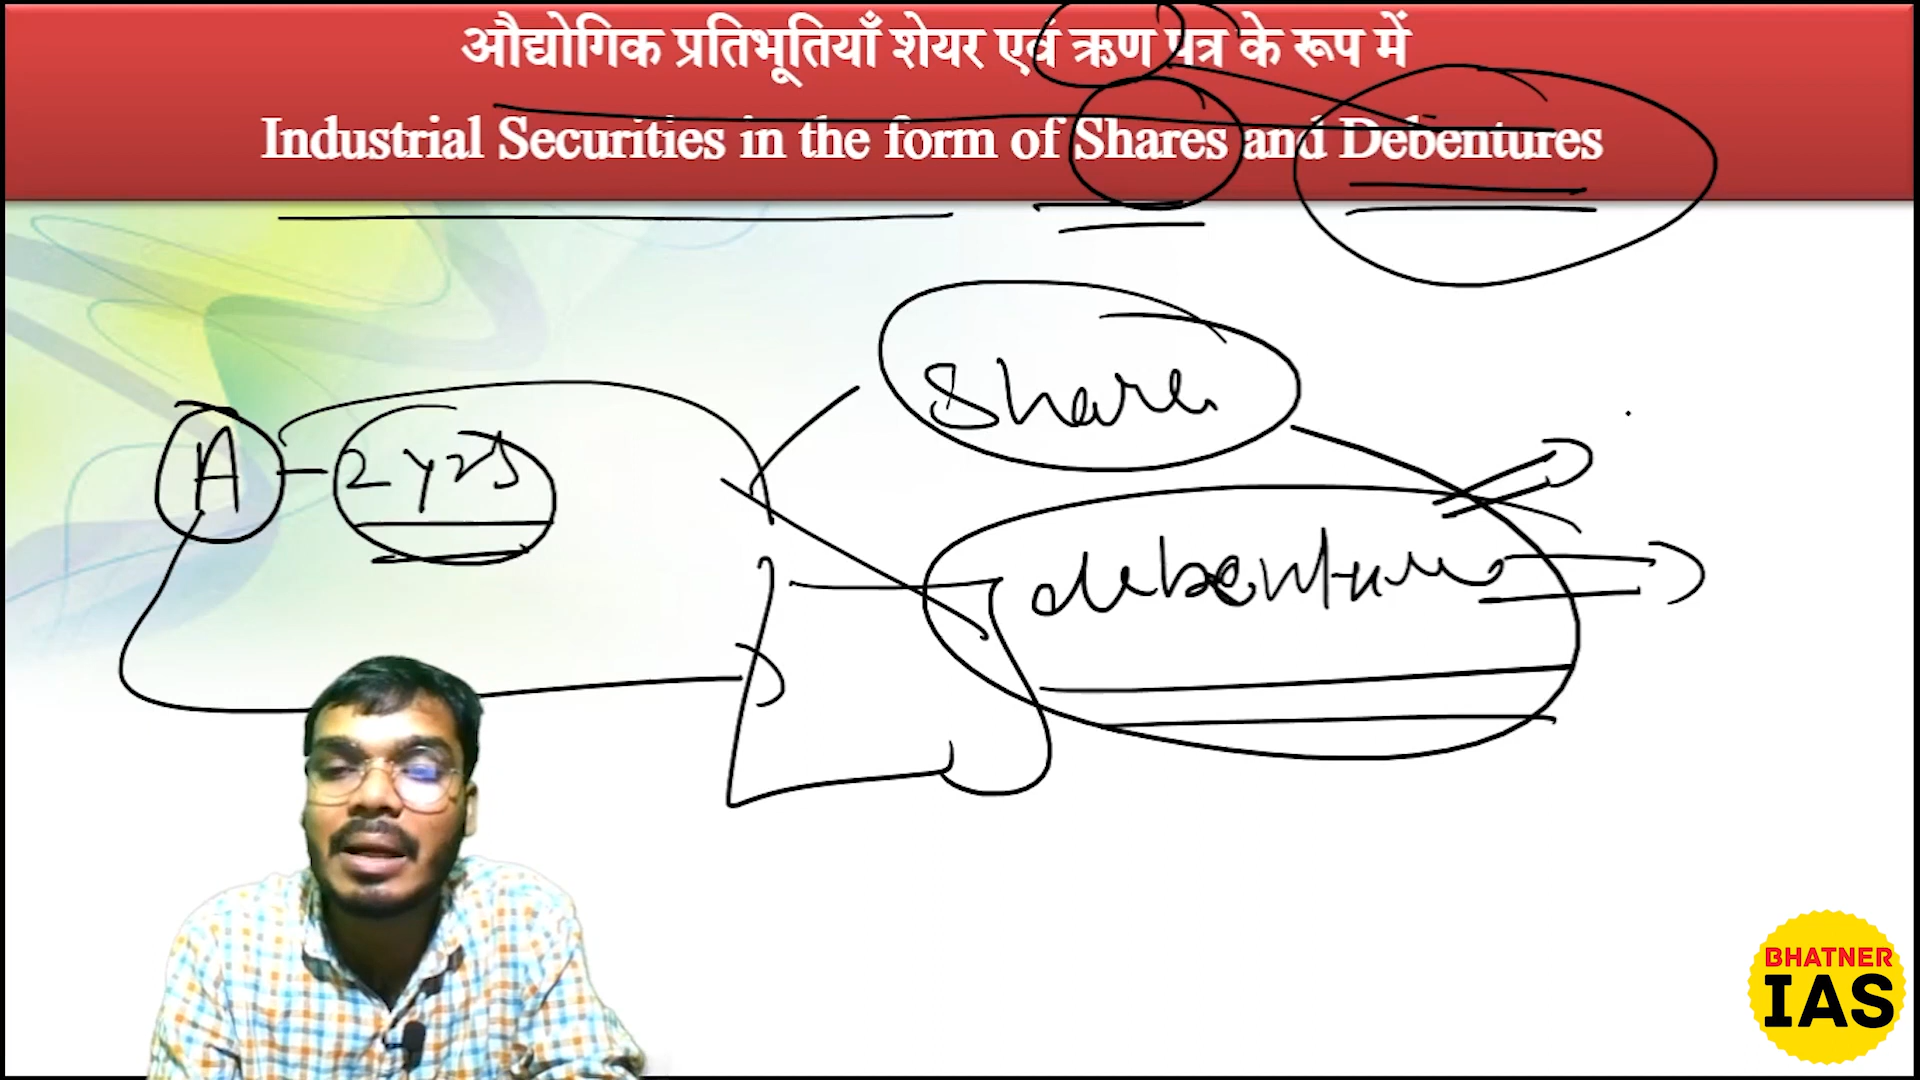 औद्योगिक प्रतिभूतियाँ शेयर एवं ऋण पत्र के रूप में
Industrial Securities in the form of Shares and Debentures
Share
A - 2 yrs
debenture
BHATNER
IAS